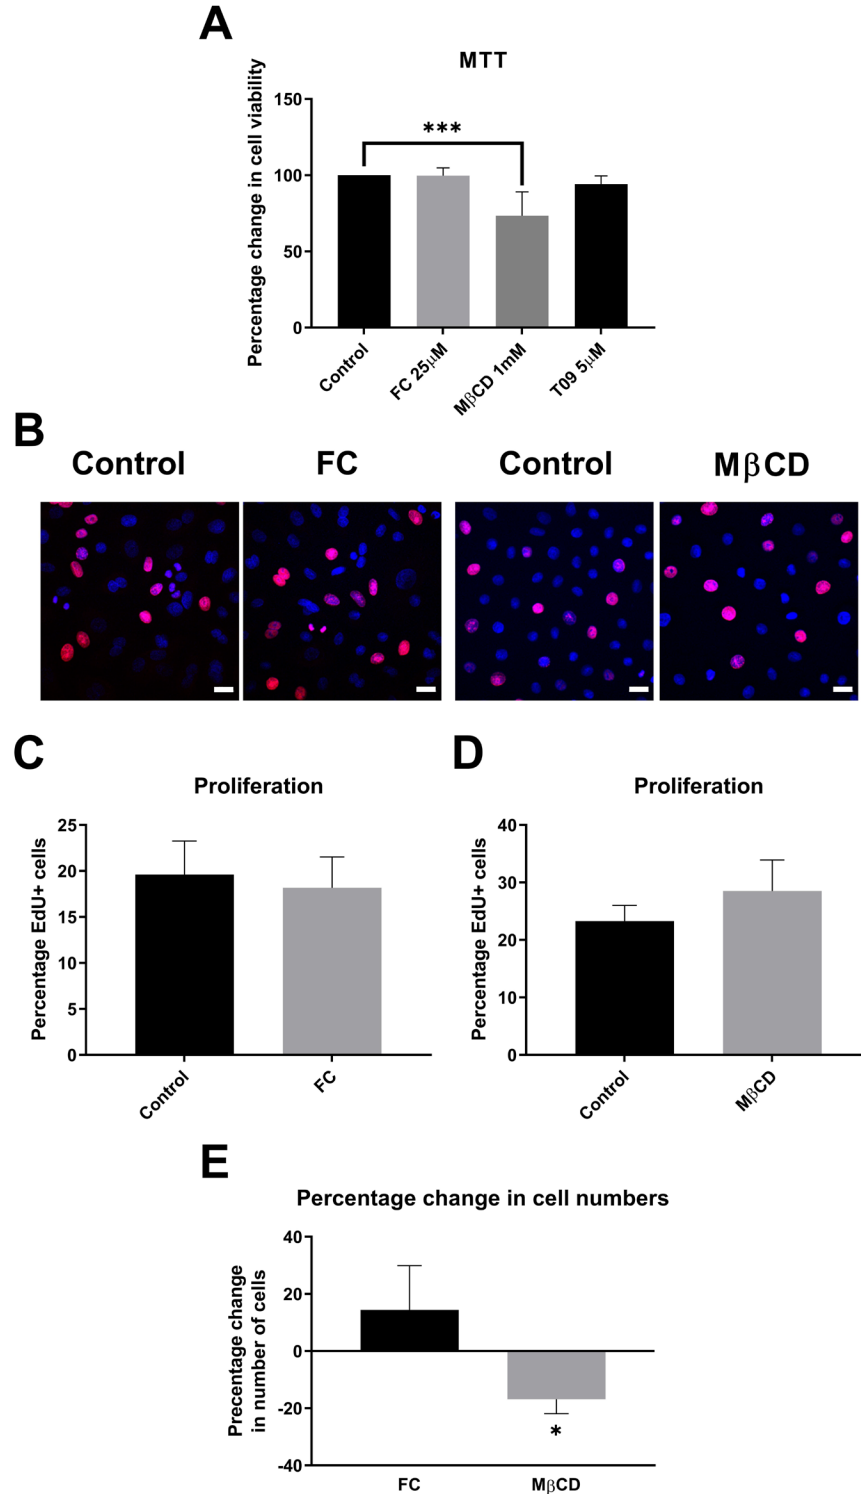 A
MTT
Percentage change in cell viability
150
100
50
0
***
Control
FC 25μM
MβCD 1mM
T09 5μM
B
Control
FC
Control
MβCD
C
Proliferation
Percentage EdU+ cells
25
20
15
10
5
0
Control
FC
D
Proliferation
Percentage EdU+ cells
40
30
20
10
0
Control
MβCD
E
Percentage change in cell numbers
Precentage change
in number of cells
40
20
0
-20
-40
*
FC
MβCD